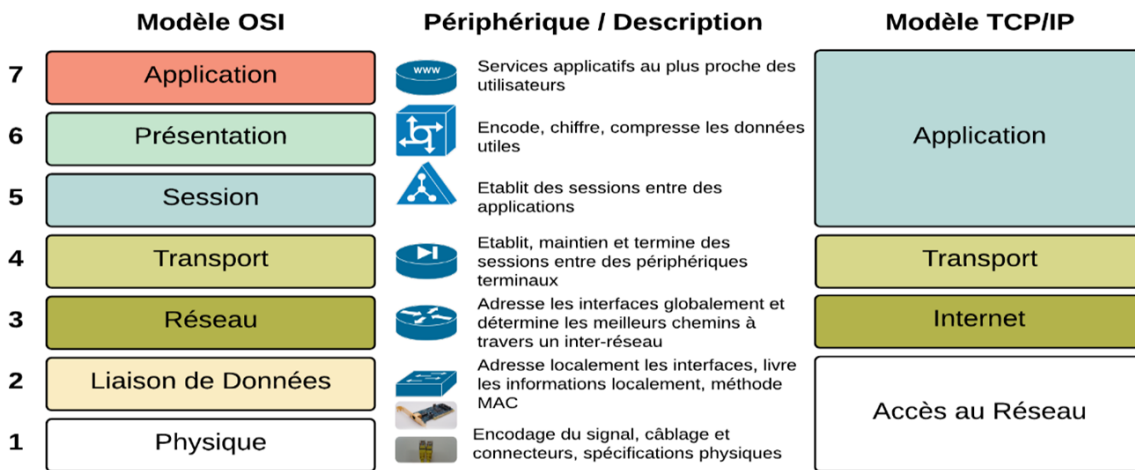 Modèle OSI
Périphérique / Description
Modèle TCP/IP
7
Application
www
Services applicatifs au plus proche des
utilisateurs
Application
6
Présentation
Encode, chiffre, compresse les données
utiles
5
Session
Etablit des sessions entre des
applications
4
Transport
Etablit, maintien et termine des
sessions entre des périphériques
terminaux
Transport
3
Réseau
Adresse les interfaces globalement et
détermine les meilleurs chemins à
travers un inter-réseau
Internet
2
Liaison de Données
Adresse localement les interfaces, livre
les informations localement, méthode
MAC
Accès au Réseau
1
Physique
Encodage du signal, câblage et
connecteurs, spécifications physiques